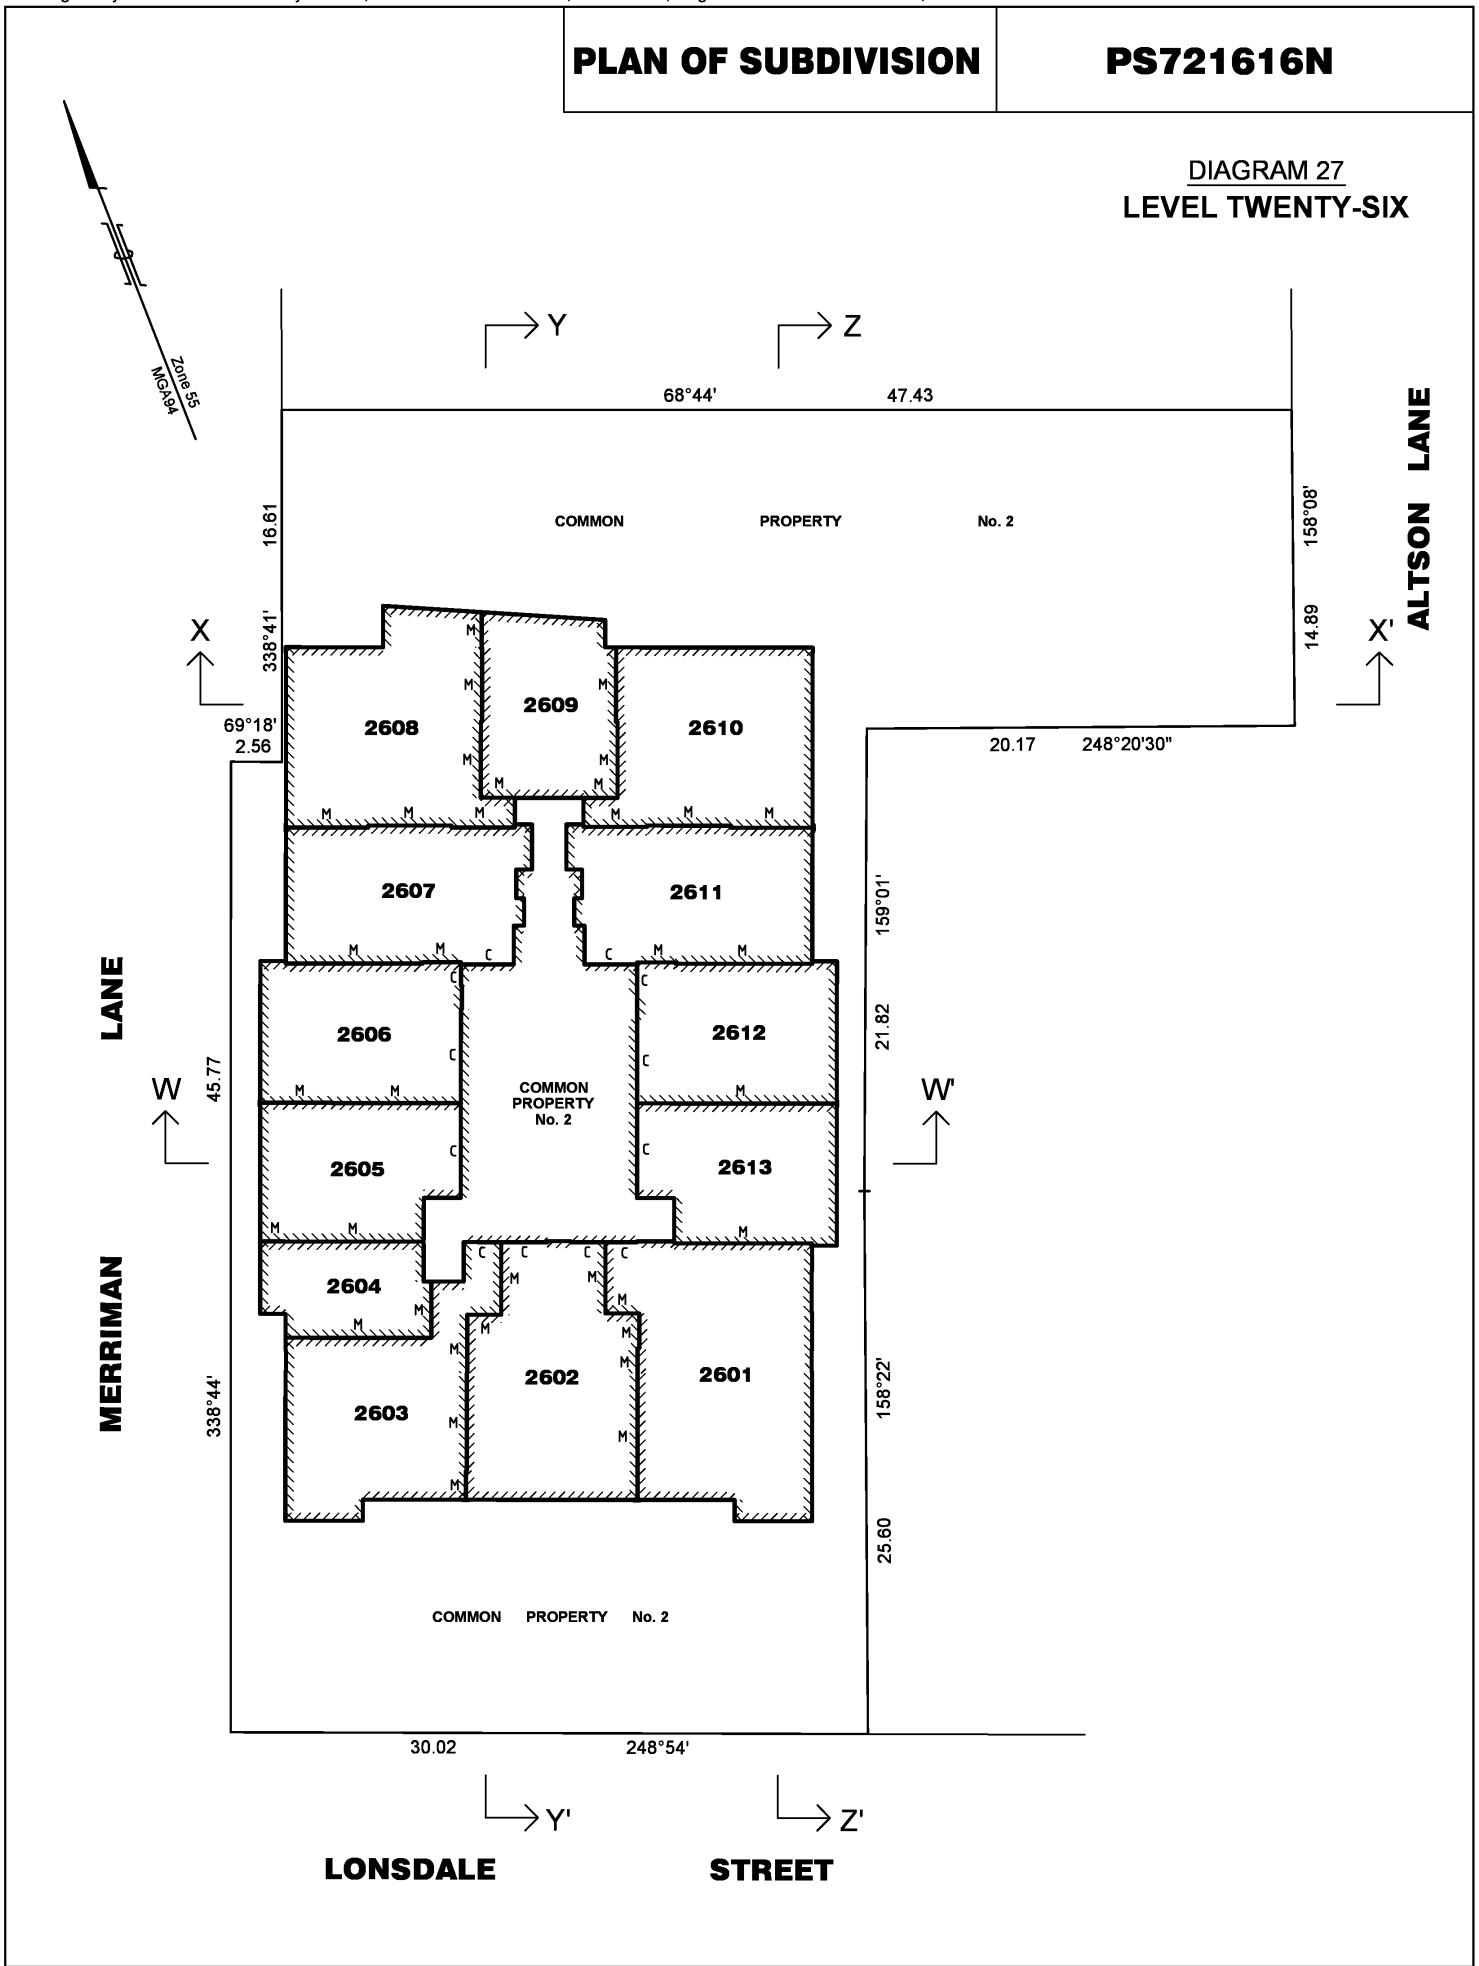 PLAN OF SUBDIVISION
PS721616N
DIAGRAM 27
LEVEL TWENTY-SIX
Zone 55
MGA94
Y
Z
68°44'
47.43
ALTSON LANE
16.61
338°41'
COMMON PROPERTY No. 2
158°08'
14.89
X
X'
69°18'
2.56
20.17
248°20'30"
M
2608
M
M
M
M
M
2609
M
M
M
M
2610
M
M
M
2607
M
M
C
2611
C
M
M
159°01'
MERRIMAN LANE
C
2606
C
M
M
C
2612
C
M
21.82
45.77
COMMON
PROPERTY
No. 2
W
W'
2605
C
M
M
C
2613
M
2604
M
M
C
C
C
C
M
M
M
M
M
M
M
2603
M
M
2602
M
2601
338°44'
158°22'
25.60
COMMON PROPERTY No. 2
30.02
248°54'
Y'
Z'
LONSDALE STREET